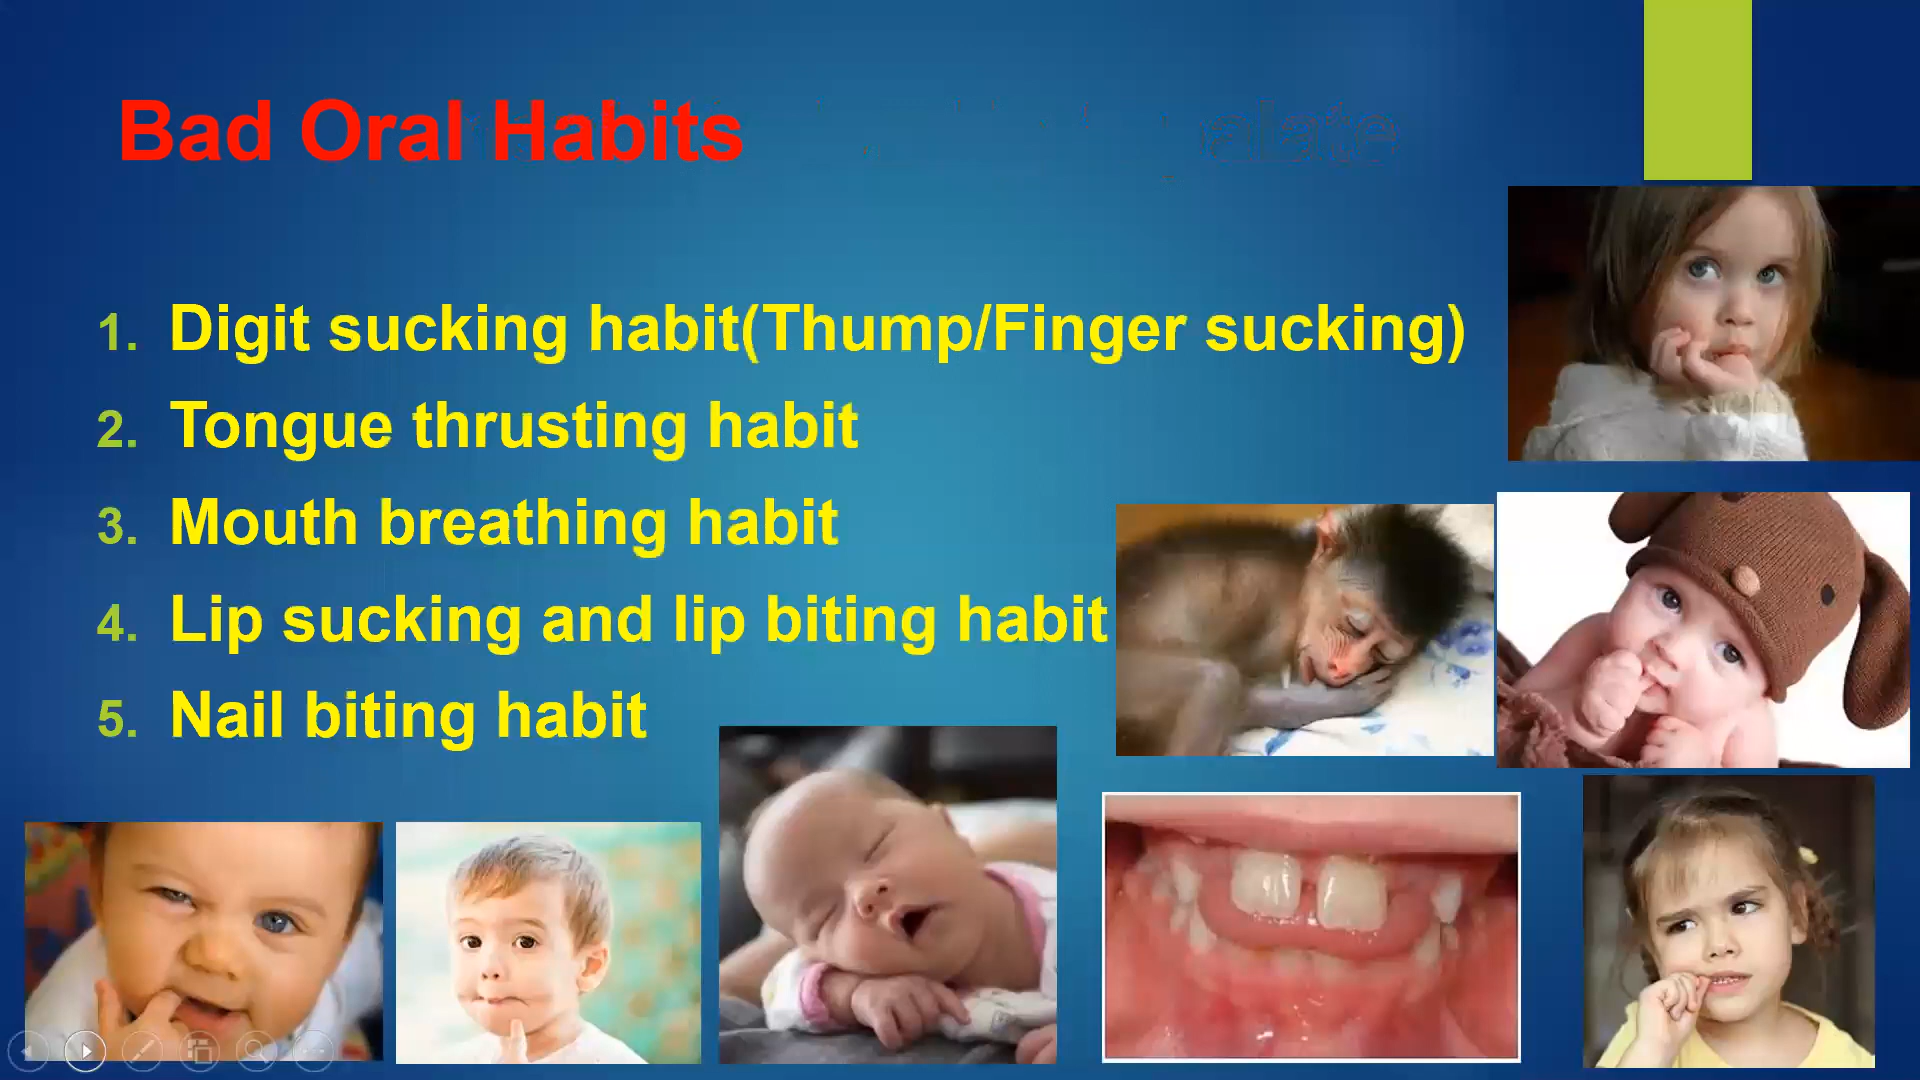 Bad Oral Habits
1. Digit sucking habit(Thump/Finger sucking)
2. Tongue thrusting habit
3. Mouth breathing habit
4. Lip sucking and lip biting habit
5. Nail biting habit